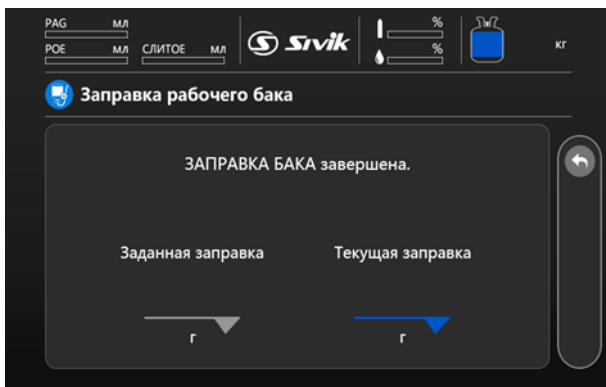 PAG мл
POE мл СЛИТОЕ мл
Sivik
%
%
кг
Заправка рабочего бака
ЗАПРАВКА БАКА завершена.
Заданная заправка Текущая заправка
г г